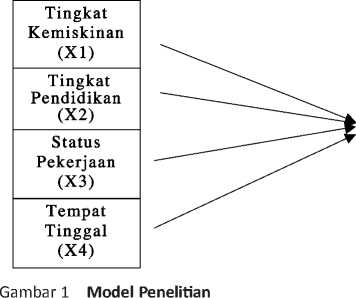 Tingkat
Kemiskinan
(X1)
Tingkat
Pendidikan
(X2)
Status
Pekerjaan
(X3)
Tempat
Tinggal
(X4)
Gambar 1 Model Penelitian